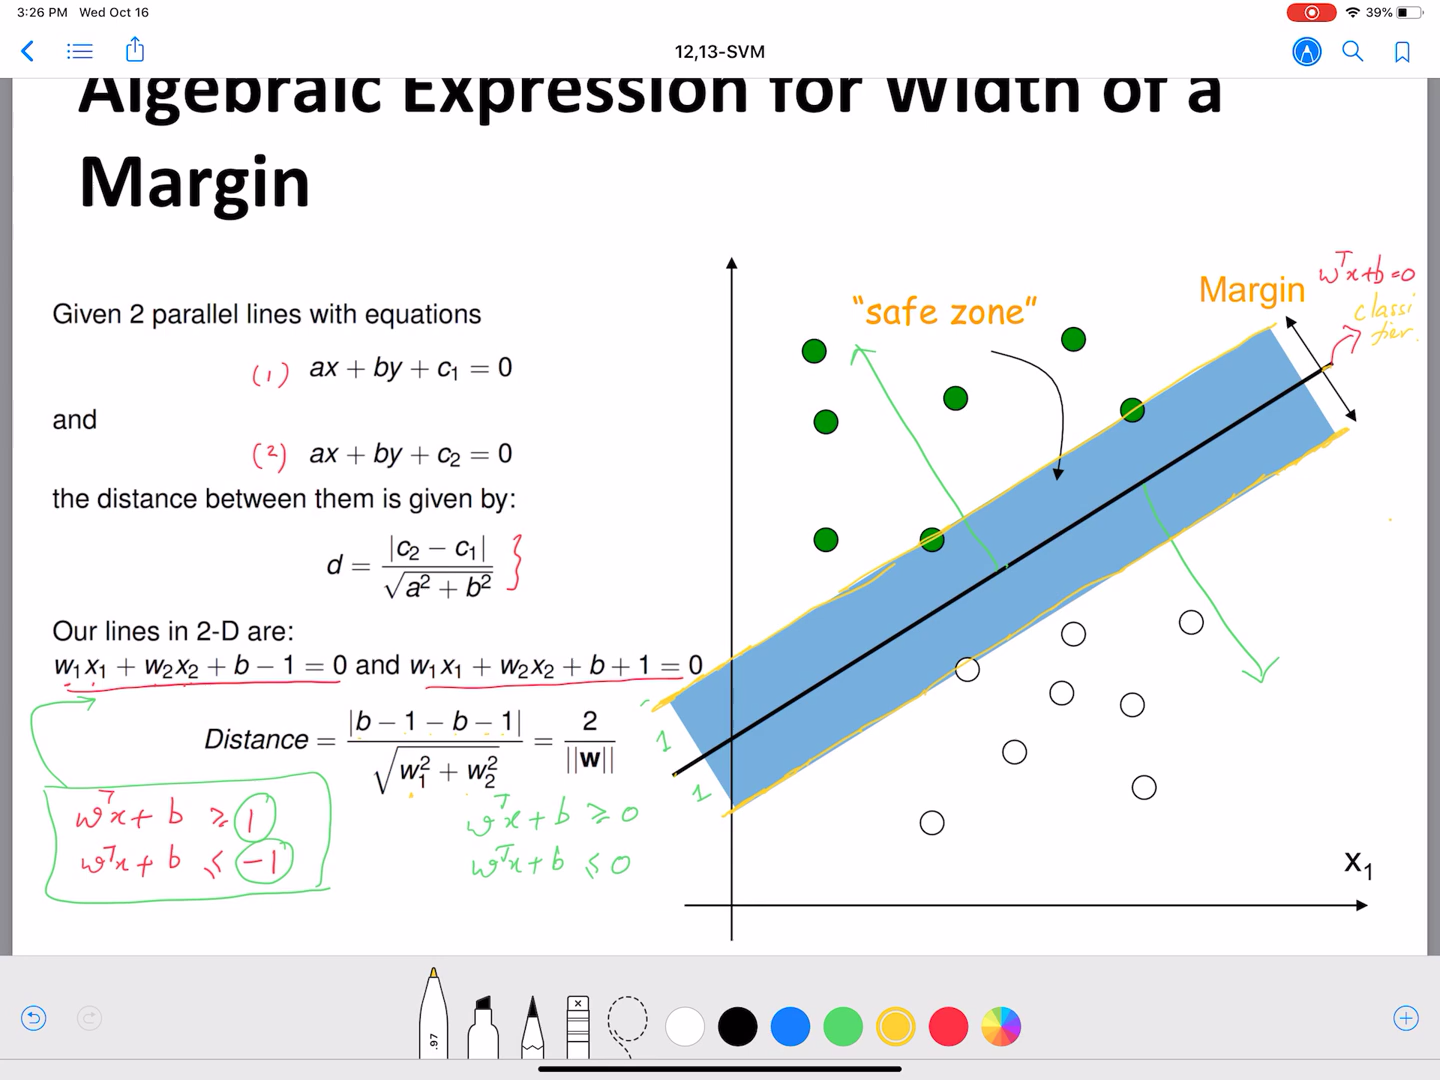 3:26 PM Wed Oct 16
39%
12,13-SVM
Algebraic Expression for Width of a
Margin
Given 2 parallel lines with equations
(1) ax + by + c₁ = 0
and
(2) ax + by + c₂ = 0
the distance between them is given by:
d = |c₂ − c₁| / √a² + b² }
Our lines in 2-D are:
w₁x₁ + w₂x₂ + b − 1 = 0 and w₁x₁ + w₂x₂ + b + 1 = 0
Distance = |b − 1 − b − 1| / √w₁² + w₂² = 2 / ||w||
wᵀx + b ≥ 1
wᵀx + b ≤ −1
wᵀx + b ≥ 0
wᵀx + b ≤ 0
"safe zone"
Margin
wᵀx+b=0
classi
fier.
1
1
x₁
.97